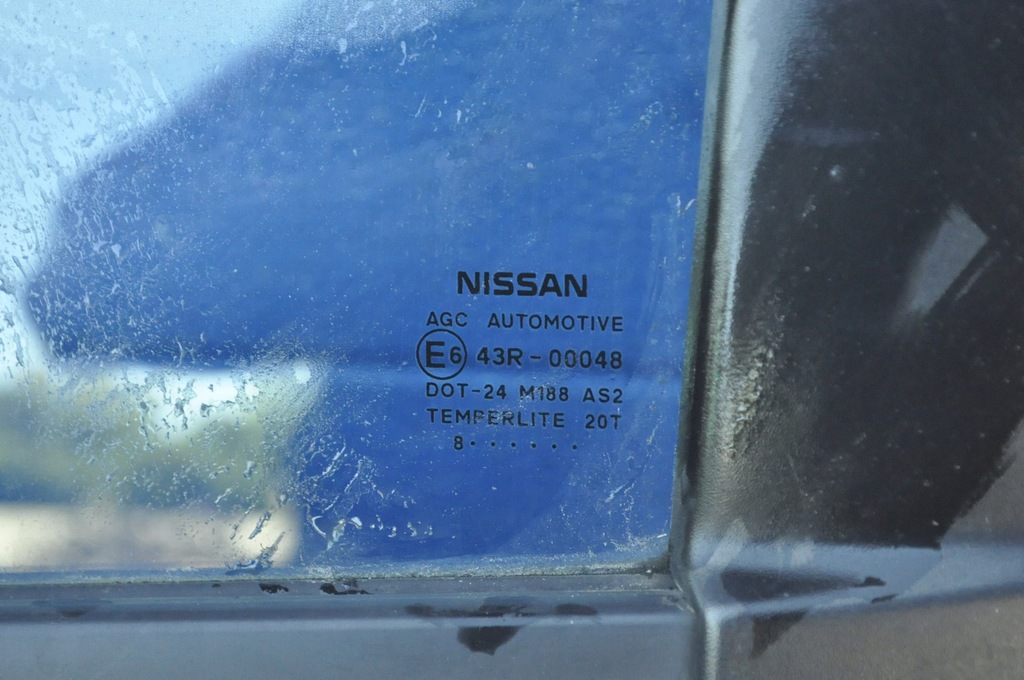 NISSAN
AGC AUTOMOTIVE
E6 43R-00048
DOT-24 M188 AS2
TEMPERLITE 20T
8······